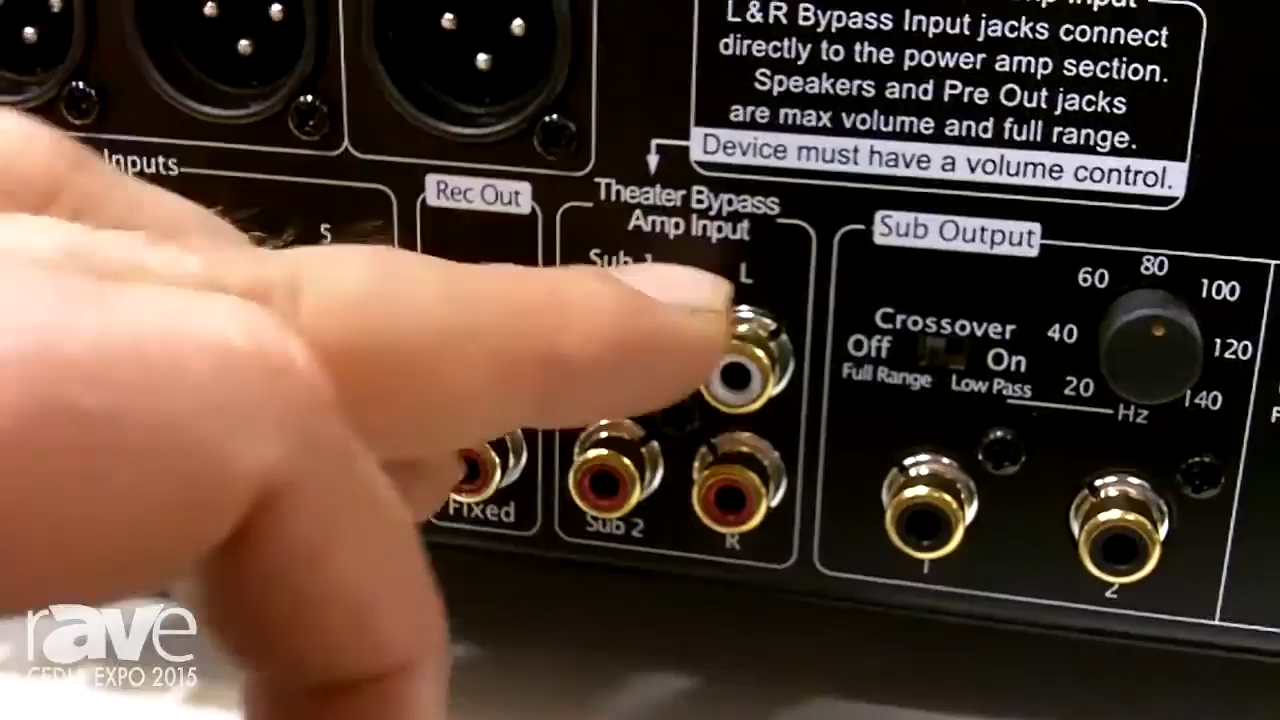 L&R Bypass Input jacks connect
directly to the power amp section.
Speakers and Pre Out jacks
are max volume and full range.
Device must have a volume control.
Inputs
5
Rec Out
Fixed
Theater Bypass
Amp Input
Sub 1
L
Sub 2
R
Sub Output
Crossover
Off
On
Full Range
Low Pass
20
40
60
80
100
120
140
Hz
1
2
rave
CEDIA EXPO 2015